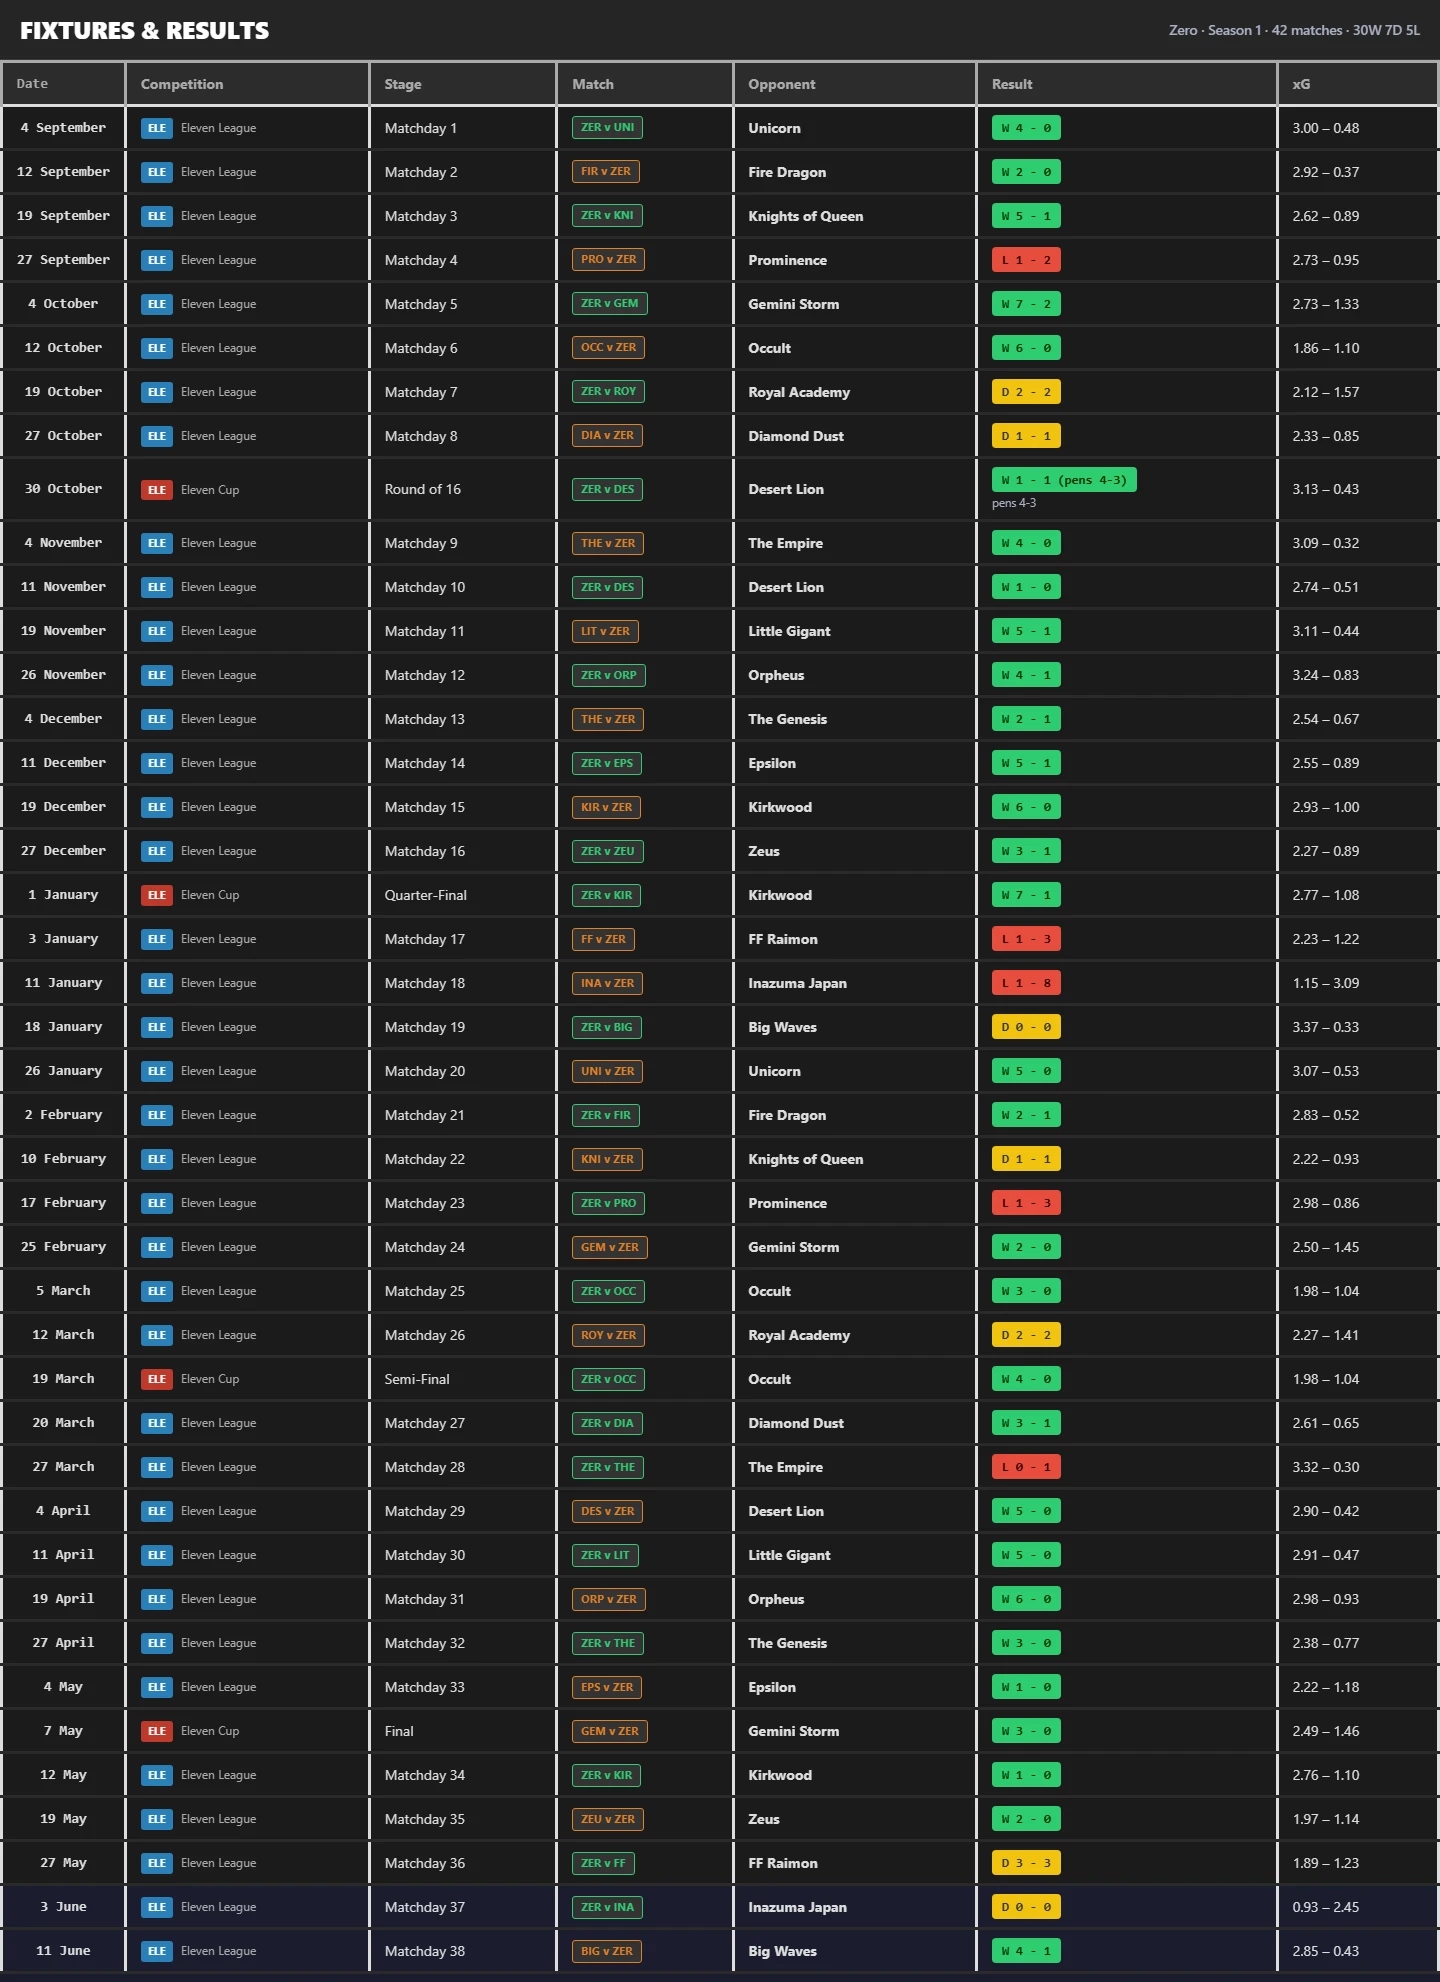 FIXTURES & RESULTS
Zero · Season 1 · 42 matches · 30W 7D 5L
Date Competition Stage Match Opponent Result xG
4 September ELE Eleven League Matchday 1 ZER v UNI Unicorn W 4 - 0 3.00 – 0.48
12 September ELE Eleven League Matchday 2 FIR v ZER Fire Dragon W 2 - 0 2.92 – 0.37
19 September ELE Eleven League Matchday 3 ZER v KNI Knights of Queen W 5 - 1 2.62 – 0.89
27 September ELE Eleven League Matchday 4 PRO v ZER Prominence L 1 - 2 2.73 – 0.95
4 October ELE Eleven League Matchday 5 ZER v GEM Gemini Storm W 7 - 2 2.73 – 1.33
12 October ELE Eleven League Matchday 6 OCC v ZER Occult W 6 - 0 1.86 – 1.10
19 October ELE Eleven League Matchday 7 ZER v ROY Royal Academy D 2 - 2 2.12 – 1.57
27 October ELE Eleven League Matchday 8 DIA v ZER Diamond Dust D 1 - 1 2.33 – 0.85
30 October ELE Eleven Cup Round of 16 ZER v DES Desert Lion W 1 - 1 (pens 4-3) 3.13 – 0.43
pens 4-3
4 November ELE Eleven League Matchday 9 THE v ZER The Empire W 4 - 0 3.09 – 0.32
11 November ELE Eleven League Matchday 10 ZER v DES Desert Lion W 1 - 0 2.74 – 0.51
19 November ELE Eleven League Matchday 11 LIT v ZER Little Gigant W 5 - 1 3.11 – 0.44
26 November ELE Eleven League Matchday 12 ZER v ORP Orpheus W 4 - 1 3.24 – 0.83
4 December ELE Eleven League Matchday 13 THE v ZER The Genesis W 2 - 1 2.54 – 0.67
11 December ELE Eleven League Matchday 14 ZER v EPS Epsilon W 5 - 1 2.55 – 0.89
19 December ELE Eleven League Matchday 15 KIR v ZER Kirkwood W 6 - 0 2.93 – 1.00
27 December ELE Eleven League Matchday 16 ZER v ZEU Zeus W 3 - 1 2.27 – 0.89
1 January ELE Eleven Cup Quarter-Final ZER v KIR Kirkwood W 7 - 1 2.77 – 1.08
3 January ELE Eleven League Matchday 17 FF v ZER FF Raimon L 1 - 3 2.23 – 1.22
11 January ELE Eleven League Matchday 18 INA v ZER Inazuma Japan L 1 - 8 1.15 – 3.09
18 January ELE Eleven League Matchday 19 ZER v BIG Big Waves D 0 - 0 3.37 – 0.33
26 January ELE Eleven League Matchday 20 UNI v ZER Unicorn W 5 - 0 3.07 – 0.53
2 February ELE Eleven League Matchday 21 ZER v FIR Fire Dragon W 2 - 1 2.83 – 0.52
10 February ELE Eleven League Matchday 22 KNI v ZER Knights of Queen D 1 - 1 2.22 – 0.93
17 February ELE Eleven League Matchday 23 ZER v PRO Prominence L 1 - 3 2.98 – 0.86
25 February ELE Eleven League Matchday 24 GEM v ZER Gemini Storm W 2 - 0 2.50 – 1.45
5 March ELE Eleven League Matchday 25 ZER v OCC Occult W 3 - 0 1.98 – 1.04
12 March ELE Eleven League Matchday 26 ROY v ZER Royal Academy D 2 - 2 2.27 – 1.41
19 March ELE Eleven Cup Semi-Final ZER v OCC Occult W 4 - 0 1.98 – 1.04
20 March ELE Eleven League Matchday 27 ZER v DIA Diamond Dust W 3 - 1 2.61 – 0.65
27 March ELE Eleven League Matchday 28 ZER v THE The Empire L 0 - 1 3.32 – 0.30
4 April ELE Eleven League Matchday 29 DES v ZER Desert Lion W 5 - 0 2.90 – 0.42
11 April ELE Eleven League Matchday 30 ZER v LIT Little Gigant W 5 - 0 2.91 – 0.47
19 April ELE Eleven League Matchday 31 ORP v ZER Orpheus W 6 - 0 2.98 – 0.93
27 April ELE Eleven League Matchday 32 ZER v THE The Genesis W 3 - 0 2.38 – 0.77
4 May ELE Eleven League Matchday 33 EPS v ZER Epsilon W 1 - 0 2.22 – 1.18
7 May ELE Eleven Cup Final GEM v ZER Gemini Storm W 3 - 0 2.49 – 1.46
12 May ELE Eleven League Matchday 34 ZER v KIR Kirkwood W 1 - 0 2.76 – 1.10
19 May ELE Eleven League Matchday 35 ZEU v ZER Zeus W 2 - 0 1.97 – 1.14
27 May ELE Eleven League Matchday 36 ZER v FF FF Raimon D 3 - 3 1.89 – 1.23
3 June ELE Eleven League Matchday 37 ZER v INA Inazuma Japan D 0 - 0 0.93 – 2.45
11 June ELE Eleven League Matchday 38 BIG v ZER Big Waves W 4 - 1 2.85 – 0.43